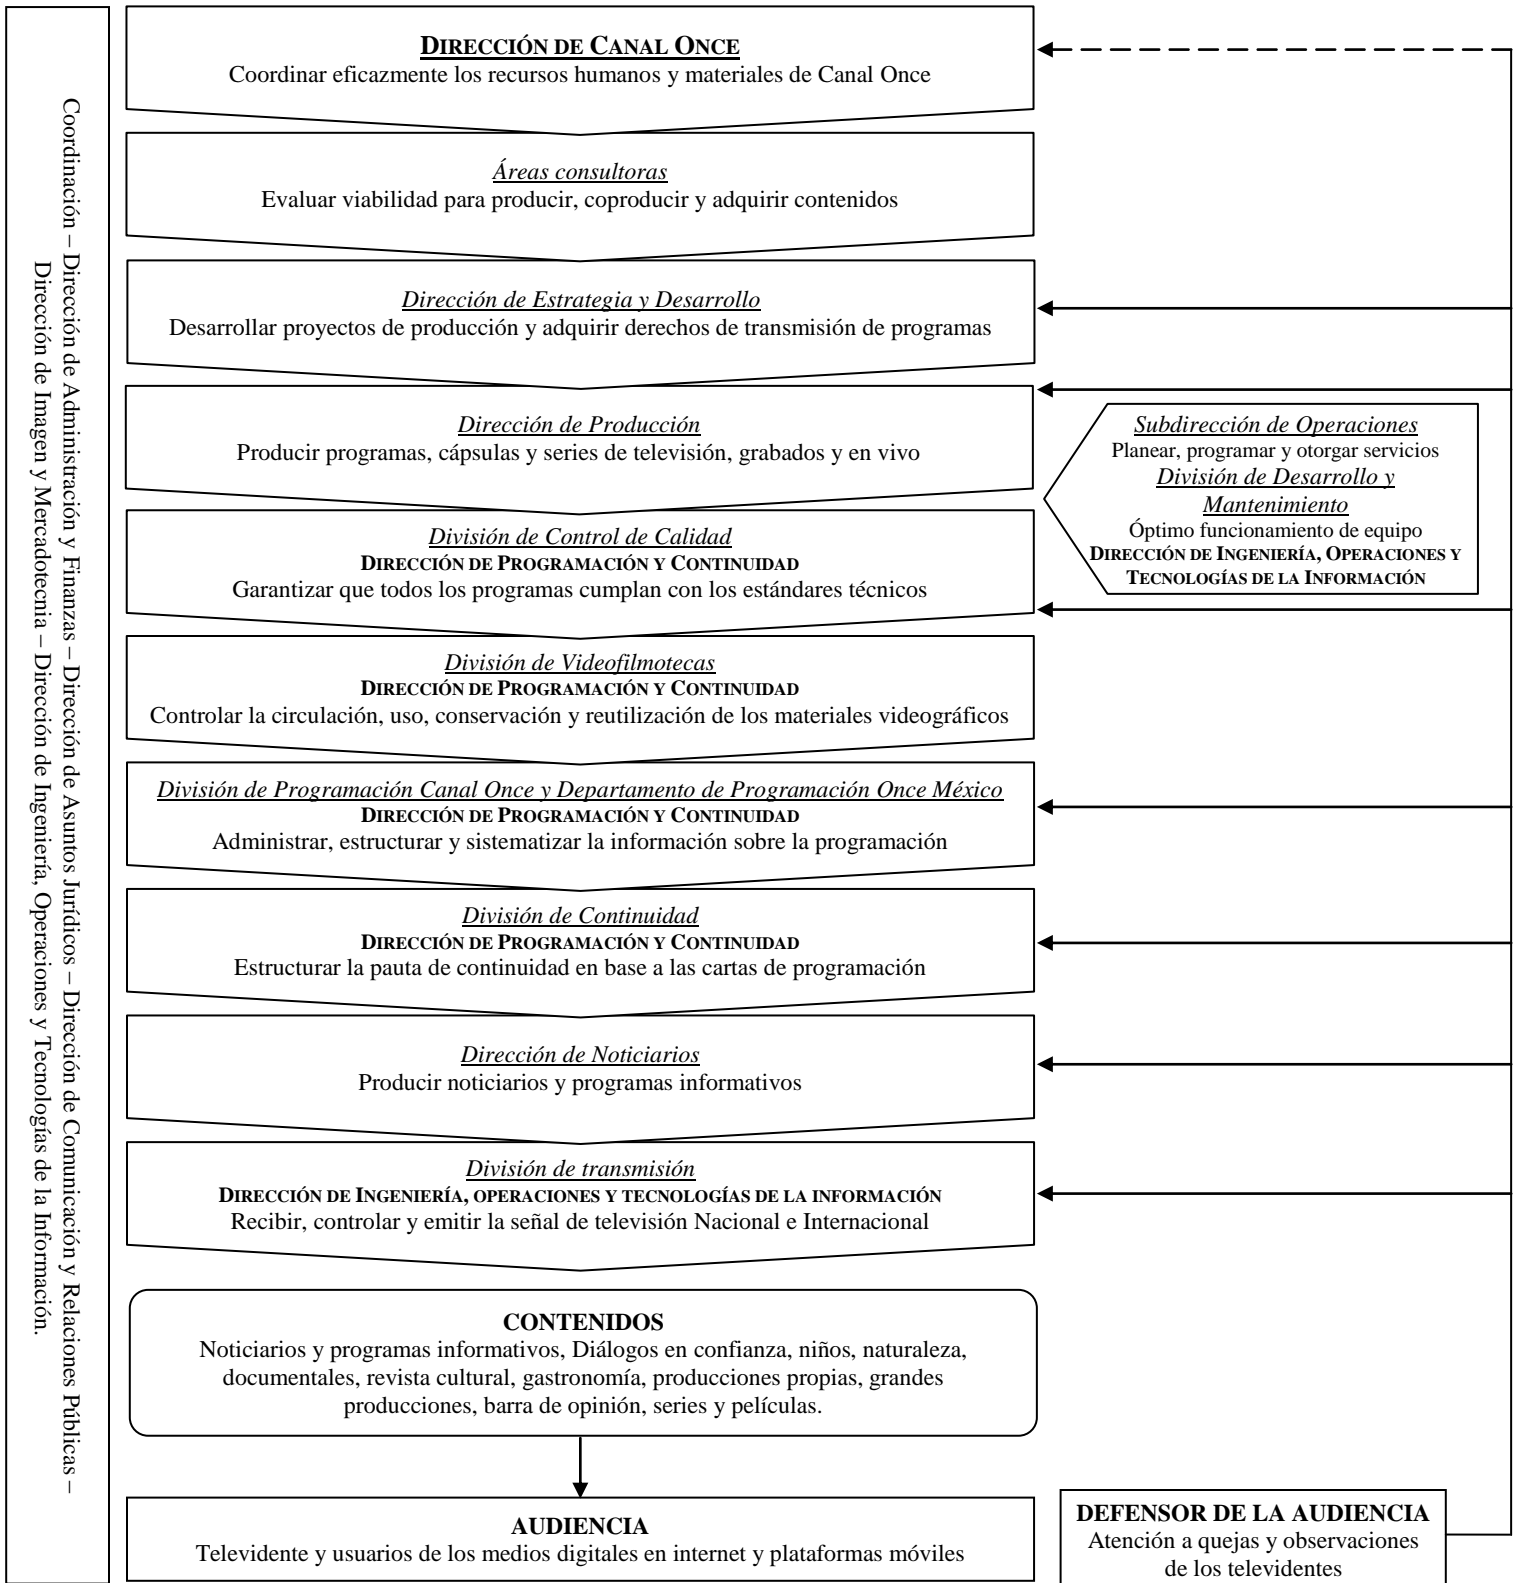 Coordinación – Dirección de Administración y Finanzas – Dirección de Asuntos Jurídicos – Dirección de Comunicación y Relaciones Públicas –
Dirección de Imagen y Mercadotecnia – Dirección de Ingeniería, Operaciones y Tecnologías de la Información.
DIRECCIÓN DE CANAL ONCE
Coordinar eficazmente los recursos humanos y materiales de Canal Once
Áreas consultoras
Evaluar viabilidad para producir, coproducir y adquirir contenidos
Dirección de Estrategia y Desarrollo
Desarrollar proyectos de producción y adquirir derechos de transmisión de programas
Dirección de Producción
Producir programas, cápsulas y series de televisión, grabados y en vivo
Subdirección de Operaciones
Planear, programar y otorgar servicios
División de Desarrollo y
Mantenimiento
Óptimo funcionamiento de equipo
DIRECCIÓN DE INGENIERÍA, OPERACIONES Y
TECNOLOGÍAS DE LA INFORMACIÓN
División de Control de Calidad
DIRECCIÓN DE PROGRAMACIÓN Y CONTINUIDAD
Garantizar que todos los programas cumplan con los estándares técnicos
División de Videofilmotecas
DIRECCIÓN DE PROGRAMACIÓN Y CONTINUIDAD
Controlar la circulación, uso, conservación y reutilización de los materiales videográficos
División de Programación Canal Once y Departamento de Programación Once México
DIRECCIÓN DE PROGRAMACIÓN Y CONTINUIDAD
Administrar, estructurar y sistematizar la información sobre la programación
División de Continuidad
DIRECCIÓN DE PROGRAMACIÓN Y CONTINUIDAD
Estructurar la pauta de continuidad en base a las cartas de programación
Dirección de Noticiarios
Producir noticiarios y programas informativos
División de transmisión
DIRECCIÓN DE INGENIERÍA, OPERACIONES Y TECNOLOGÍAS DE LA INFORMACIÓN
Recibir, controlar y emitir la señal de televisión Nacional e Internacional
CONTENIDOS
Noticiarios y programas informativos, Diálogos en confianza, niños, naturaleza,
documentales, revista cultural, gastronomía, producciones propias, grandes
producciones, barra de opinión, series y películas.
AUDIENCIA
Televidente y usuarios de los medios digitales en internet y plataformas móviles
DEFENSOR DE LA AUDIENCIA
Atención a quejas y observaciones
de los televidentes